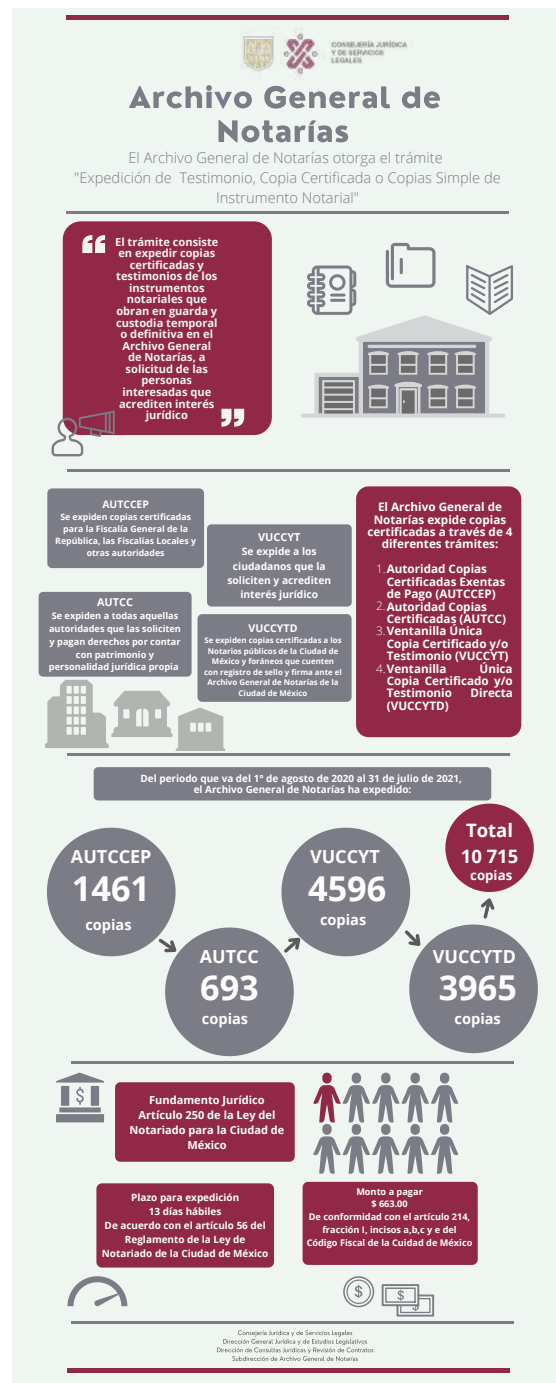 CONSEJERÍA JURÍDICA
Y DE SERVICIOS
LEGALES
Archivo General de
Notarías
El Archivo General de Notarías otorga el trámite
"Expedición de Testimonio, Copia Certificada o Copias Simple de
Instrumento Notarial"
El trámite consiste
en expedir copias
certificadas y
testimonios de los
instrumentos
notariales que
obran en guarda y
custodia temporal
o definitiva en el
Archivo General
de Notarías, a
solicitud de las
personas
interesadas que
acrediten interés
jurídico
AUTCCEP
Se expiden copias certificadas
para la Fiscalía General de la
República, las Fiscalías Locales y
otras autoridades
VUCCYT
Se expide a los
ciudadanos que la
soliciten y acrediten
interés jurídico
AUTCC
Se expiden a todas aquellas
autoridades que las soliciten
y pagan derechos por contar
con patrimonio y
personalidad jurídica propia
VUCCYTD
Se expiden copias certificadas a los
Notarios públicos de la Ciudad de
México y foráneos que cuenten
con registro de sello y firma ante el
Archivo General de Notarías de la
Ciudad de México
El Archivo General de
Notarías expide copias
certificadas a través de 4
diferentes trámites:
1. Autoridad Copias
Certificadas Exentas
de Pago (AUTCCEP)
2. Autoridad Copias
Certificadas (AUTCC)
3. Ventanilla Única
Copia Certificado y/o
Testimonio (VUCCYT)
4. Ventanilla Única
Copia Certificado y/o
Testimonio Directa
(VUCCYTD)
Del periodo que va del 1° de agosto de 2020 al 31 de julio de 2021,
el Archivo General de Notarías ha expedido:
AUTCCEP
1461
copias
AUTCC
693
copias
VUCCYT
4596
copias
VUCCYTD
3965
copias
Total
10 715
copias
$
Fundamento Jurídico
Artículo 250 de la Ley del
Notariado para la Ciudad de
México
Plazo para expedición
13 días hábiles
De acuerdo con el artículo 56 del
Reglamento de la Ley de
Notariado de la Ciudad de México
Monto a pagar
$ 663.00
De conformidad con el artículo 214,
fracción I, incisos a,b,c y e del
Código Fiscal de la Cuidad de México
$
$
$
Consejería Jurídica y de Servicios Legales
Dirección General Jurídica y de Estudios Legislativos
Dirección de Consultas Jurídicas y Revisión de Contratos
Subdirección de Archivo General de Notarías